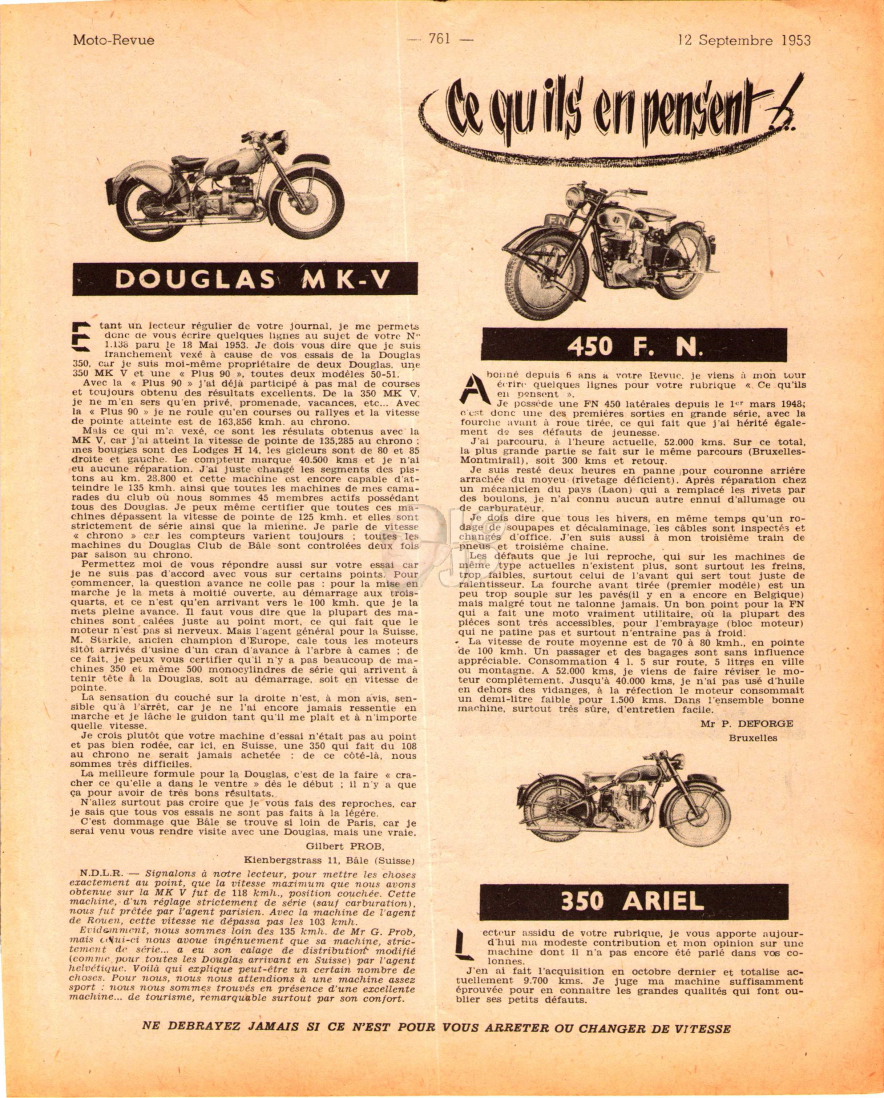 Moto-Revue
— 761 —
12 Septembre 1953
Ce qu'ils en pensent !...
DOUGLAS MK-V
Etant un lecteur régulier de votre journal, je me permets
donc de vous écrire quelques lignes au sujet de votre N°
1.138 paru le 18 Mai 1953. Je dois vous dire que je suis
franchement vexé à cause de vos essais de la Douglas
350, car je suis moi-même propriétaire de deux Douglas, une
350 MK V et une « Plus 90 », toutes deux modèles 50-51.
Avec la « Plus 90 » j'ai déjà participé à pas mal de courses
et toujours obtenu des résultats excellents. De la 350 MK V,
je ne m'en sers qu'en privé, promenade, vacances, etc... Avec
la « Plus 90 » je ne roule qu'en courses ou rallyes et la vitesse
de pointe atteinte est de 163,856 kmh. au chrono.
Mais ce qui m'a vexé, ce sont les résulats obtenus avec la
MK V, car j'ai atteint la vitesse de pointe de 135,285 au chrono ;
mes bougies sont des Lodges H 14, les gicleurs sont de 80 et 85
droite et gauche. Le compteur marque 40.500 kms et je n'ai
eu aucune réparation. J'ai juste changé les segments des pis-
tons au km. 28.800 et cette machine est encore capable d'at-
teindre le 135 kmh. ainsi que toutes les machines de mes cama-
rades du club où nous sommes 45 membres actifs possédant
tous des Douglas. Je peux même certifier que toutes ces ma-
chines dépassent la vitesse de pointe de 125 kmh. et elles sont
strictement de série ainsi que la mienne. Je parle de vitesse
« chrono » car les compteurs varient toujours ; toutes les
machines du Douglas Club de Bâle sont controlées deux fois
par saison au chrono.
Permettez moi de vous répondre aussi sur votre essai car
je ne suis pas d'accord avec vous sur certains points. Pour
commencer, la question avance ne colle pas : pour la mise en
marche je la mets à moitié ouverte, au démarrage aux trois-
quarts, et ce n'est qu'en arrivant vers le 100 kmh. que je la
mets pleine avance. Il faut vous dire que la plupart des ma-
chines sont calées juste au point mort, ce qui fait que le
moteur n'est pas si nerveux. Mais l'agent général pour la Suisse,
M. Starkle, ancien champion d'Europe, cale tous les moteurs
sitôt arrivés d'usine d'un cran d'avance à l'arbre à cames ; de
ce fait, je peux vous certifier qu'il n'y a pas beaucoup de ma-
chines 350 et même 500 monocylindres de série qui arrivent à
tenir tête à la Douglas, soit au démarrage, soit en vitesse de
pointe.
La sensation du couché sur la droite n'est, à mon avis, sen-
sible qu'à l'arrêt, car je ne l'ai encore jamais ressentie en
marche et je lâche le guidon tant qu'il me plait et à n'importe
quelle vitesse.
Je crois plutôt que votre machine d'essai n'était pas au point
et pas bien rodée, car ici, en Suisse, une 350 qui fait du 108
au chrono ne serait jamais achetée : de ce côté-là, nous
sommes très difficiles.
La meilleure formule pour la Douglas, c'est de la faire « cra-
cher ce qu'elle a dans le ventre » dès le début ; il n'y a que
ça pour avoir de très bons résultats.
N'allez surtout pas croire que je vous fais des reproches, car
je sais que tous vos essais ne sont pas faits à la légère.
C'est dommage que Bâle se trouve si loin de Paris, car je
serai venu vous rendre visite avec une Douglas, mais une vraie.
Gilbert PROB,
Kienbergstrass 11, Bâle (Suisse)
N.D.L.R. — Signalons à notre lecteur, pour mettre les choses
exactement au point, que la vitesse maximum que nous avons
obtenue sur la MK V fut de 118 kmh., position couchée. Cette
machine, d'un réglage strictement de série (sauf carburation),
nous fut prêtée par l'agent parisien. Avec la machine de l'agent
de Rouen, cette vitesse ne dépassa pas les 103 kmh.
Evidemment, nous sommes loin des 135 kmh. de Mr G. Prob,
mais celui-ci nous avoue ingénuement que sa machine, stric-
tement de série... a eu son calage de distribution modifié
(comme pour toutes les Douglas arrivant en Suisse) par l'agent
helvétique. Voilà qui explique peut-être un certain nombre de
choses. Pour nous, nous nous attendions à une machine assez
sport : nous nous sommes trouvés en présence d'une excellente
machine... de tourisme, remarquable surtout par son confort.
F.N
450 F. N.
Abonné depuis 6 ans à votre Revue, je viens à mon tour
écrire quelques lignes pour votre rubrique « Ce qu'ils
en pensent ».
Je possède une FN 450 latérales depuis le 1er mars 1948;
c'est donc une des premières sorties en grande série, avec la
fourche avant à roue tirée, ce qui fait que j'ai hérité égale-
ment de ses défauts de jeunesse.
J'ai parcouru, à l'heure actuelle, 52.000 kms. Sur ce total,
la plus grande partie se fait sur le même parcours (Bruxelles-
Montmirail), soit 300 kms et retour.
Je suis resté deux heures en panne pour couronne arrière
arrachée du moyeu (rivetage déficient). Après réparation chez
un mécanicien du pays (Laon) qui a remplacé les rivets par
des boulons, je n'ai connu aucun autre ennui d'allumage ou
de carburateur.
Je dois dire que tous les hivers, en même temps qu'un ro-
dage de soupapes et décalaminage, les câbles sont inspectés et
changés d'office. J'en suis aussi à mon troisième train de
pneus et troisième chaine.
Les défauts que je lui reproche, qui sur les machines de
même type actuelles n'existent plus, sont surtout les freins,
trop faibles, surtout celui de l'avant qui sert tout juste de
ralentisseur. La fourche avant tirée (premier modèle) est un
peu trop souple sur les pavés(il y en a encore en Belgique)
mais malgré tout ne talonne jamais. Un bon point pour la FN
qui a fait une moto vraiment utilitaire, où la plupart des
pièces sont très accessibles, pour l'embrayage (bloc moteur)
qui ne patine pas et surtout n'entraine pas à froid.
La vitesse de route moyenne est de 70 à 80 kmh., en pointe
de 100 kmh. Un passager et des bagages sont sans influence
appréciable. Consommation 4 l. 5 sur route, 5 litres en ville
ou montagne. A 52.000 kms, je viens de faire réviser le mo-
teur complètement. Jusqu'à 40.000 kms, je n'ai pas usé d'huile
en dehors des vidanges, à la réfection le moteur consommait
un demi-litre faible pour 1.500 kms. Dans l'ensemble bonne
machine, surtout très sûre, d'entretien facile.
Mr P. DEFORGE
Bruxelles
350 ARIEL
Lecteur assidu de votre rubrique, je vous apporte aujour-
d'hui ma modeste contribution et mon opinion sur une
machine dont il n'a pas encore été parlé dans vos co-
lonnes.
J'en ai fait l'acquisition en octobre dernier et totalise ac-
tuellement 9.700 kms. Je juge ma machine suffisamment
éprouvée pour en connaitre les grandes qualités qui font ou-
blier ses petits défauts.
NE DEBRAYEZ JAMAIS SI CE N'EST POUR VOUS ARRETER OU CHANGER DE VITESSE